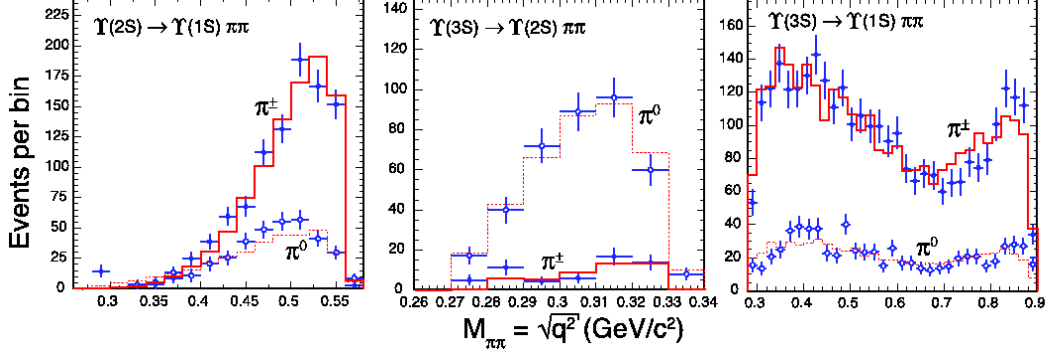 ϒ(2S) → ϒ(1S) ππ
ϒ(3S) → ϒ(2S) ππ
ϒ(3S) → ϒ(1S) ππ
Events per bin
225
200
175
150
125
100
75
50
25
0
π±
π⁰
0.3 0.35 0.4 0.45 0.5 0.55
120
100
80
60
40
20
0
π⁰
π±
0.26 0.27 0.28 0.29 0.3 0.31 0.32 0.33 0.34
160
140
120
100
80
60
40
20
0
π±
π⁰
0.3 0.4 0.5 0.6 0.7 0.8 0.9
M_ππ = √q² (GeV/c²)